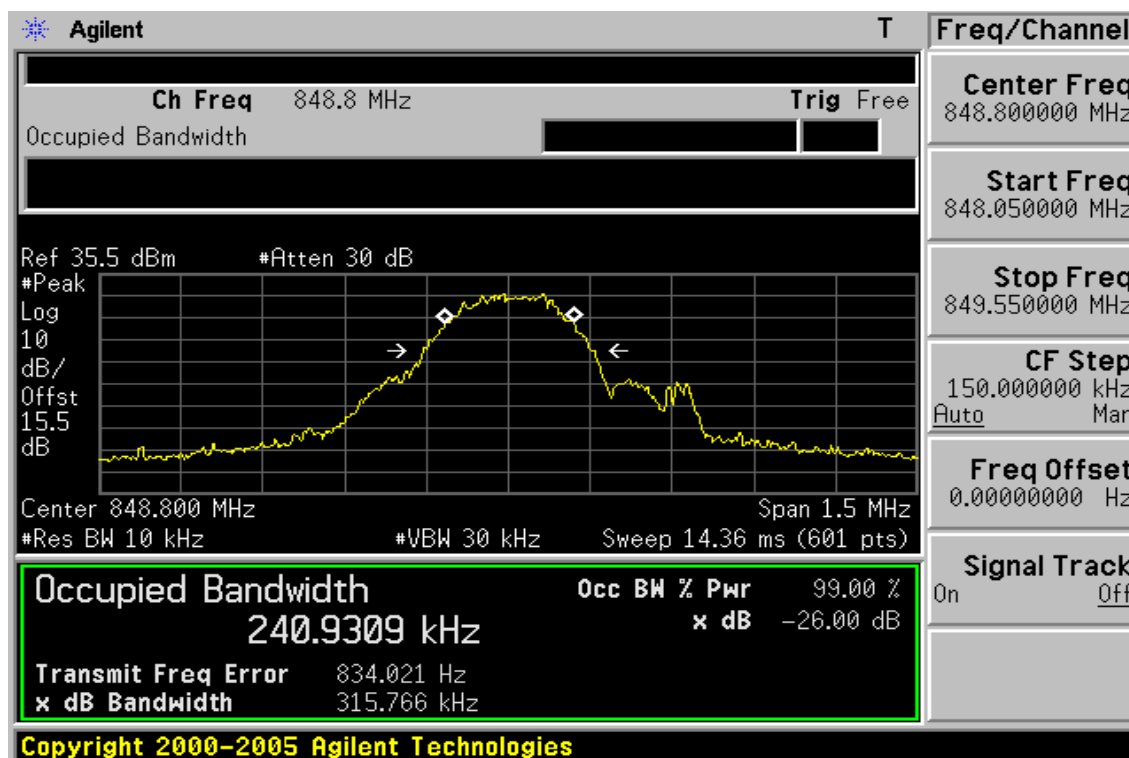 Agilent T
Ch Freq 848.8 MHz Trig Free
Occupied Bandwidth
Ref 35.5 dBm #Atten 30 dB
#Peak
Log
10
dB/
Offst
15.5
dB
Center 848.800 MHz Span 1.5 MHz
#Res BW 10 kHz #VBW 30 kHz Sweep 14.36 ms (601 pts)
Occupied Bandwidth
240.9309 kHz
Occ BW % Pwr 99.00 %
x dB -26.00 dB
Transmit Freq Error 834.021 Hz
x dB Bandwidth 315.766 kHz
Copyright 2000-2005 Agilent Technologies
Freq/Channel
Center Freq
848.800000 MHz
Start Freq
848.050000 MHz
Stop Freq
849.550000 MHz
CF Step
150.000000 kHz
Auto Man
Freq Offset
0.00000000 Hz
Signal Track
On Off